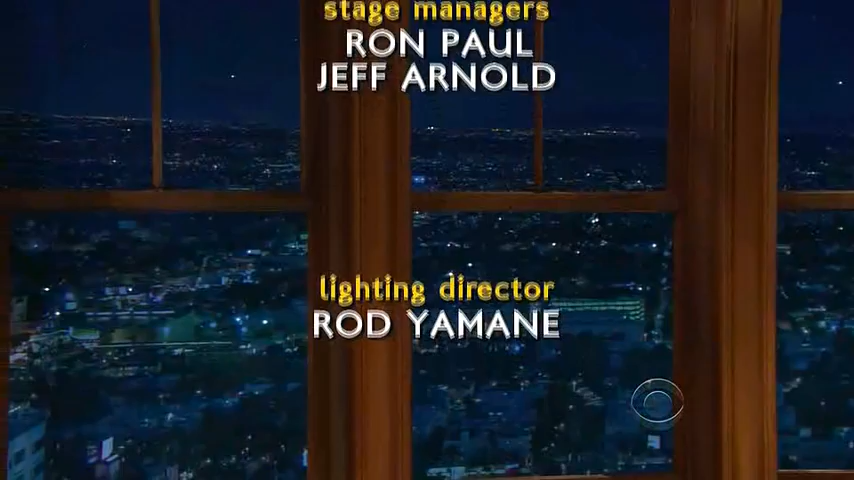 stage managers
RON PAUL
JEFF ARNOLD
lighting director
ROD YAMANE